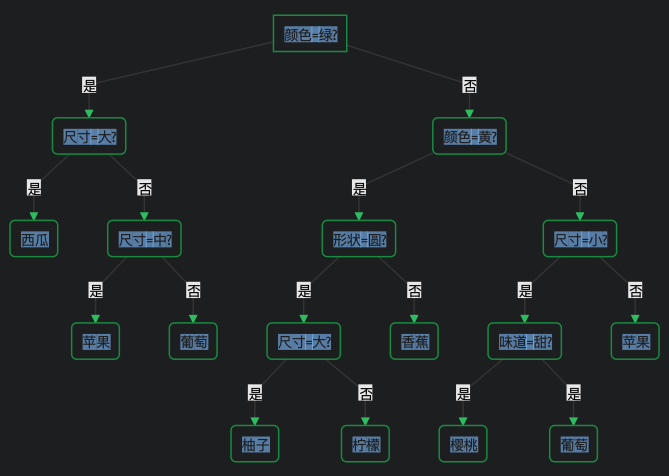 颜色=绿?
是
否
尺寸=大?
颜色=黄?
是
否
是
否
西瓜
尺寸=中?
形状=圆?
尺寸=小?
是
否
是
否
是
否
苹果
葡萄
尺寸=大?
香蕉
味道=甜?
苹果
是
否
是
是
柚子
柠檬
樱桃
葡萄